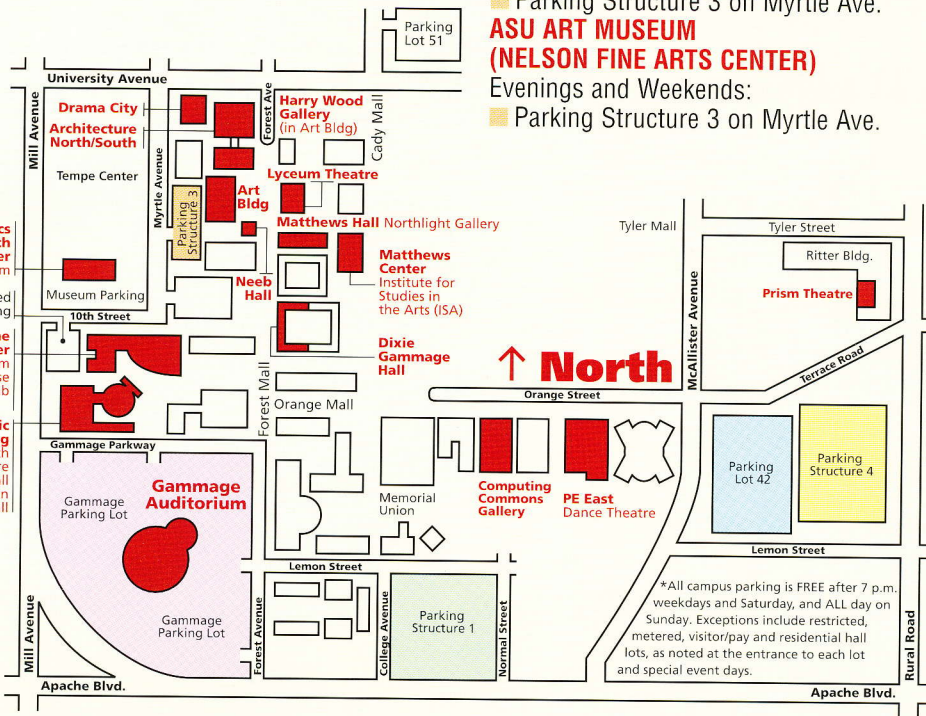 Parking Structure 3 on Myrtle Ave.
ASU ART MUSEUM
(NELSON FINE ARTS CENTER)
Evenings and Weekends:
Parking Structure 3 on Myrtle Ave.
Parking
Lot 51
University Avenue
Mill Avenue
Drama City
Architecture
North/South
Tempe Center
Myrtle Avenue
Forest Ave
Harry Wood
Gallery
(in Art Bldg)
Cady Mall
Lyceum Theatre
Art
Bldg
Parking
Structure 3
Matthews Hall Northlight Gallery
Neeb
Hall
Matthews
Center
Institute for
Studies in
the Arts (ISA)
Museum Parking
10th Street
Dixie
Gammage
Hall
Forest Mall
Orange Mall
↑ North
Tyler Mall
Tyler Street
Ritter Bldg.
Prism Theatre
McAllister Avenue
Terrace Road
Orange Street
Gammage Parkway
Gammage
Parking Lot
Gammage
Auditorium
Gammage
Parking Lot
Memorial
Union
Computing
Commons
Gallery
PE East
Dance Theatre
Parking
Lot 42
Parking
Structure 4
Lemon Street
Lemon Street
Mill Avenue
Forest Avenue
College Avenue
Parking
Structure 1
Normal Street
*All campus parking is FREE after 7 p.m.
weekdays and Saturday, and ALL day on
Sunday. Exceptions include restricted,
metered, visitor/pay and residential hall
lots, as noted at the entrance to each lot
and special event days.
Rural Road
Apache Blvd.
Apache Blvd.